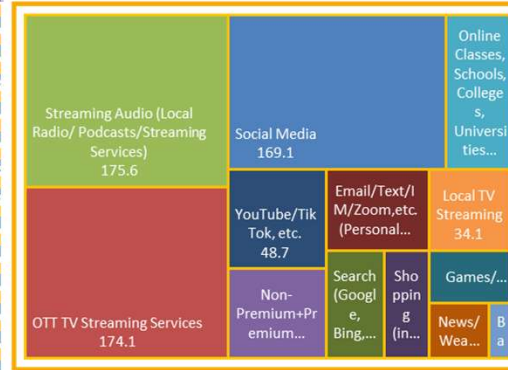 Streaming Audio (Local
Radio/ Podcasts/Streaming
Services)
175.6
OTT TV Streaming Services
174.1
Social Media
169.1
YouTube/Tik
Tok, etc.
48.7
Non-
Premium+Pr
emium...
Email/Text/I
M/Zoom,etc.
(Personal...
Search
(Googl
e,
Bing,...
Sho
ppin
g
(in...
Online
Classes,
Schools,
College
s,
Universi
ties...
Local TV
Streaming
34.1
Games/...
News/
Wea...
B
a